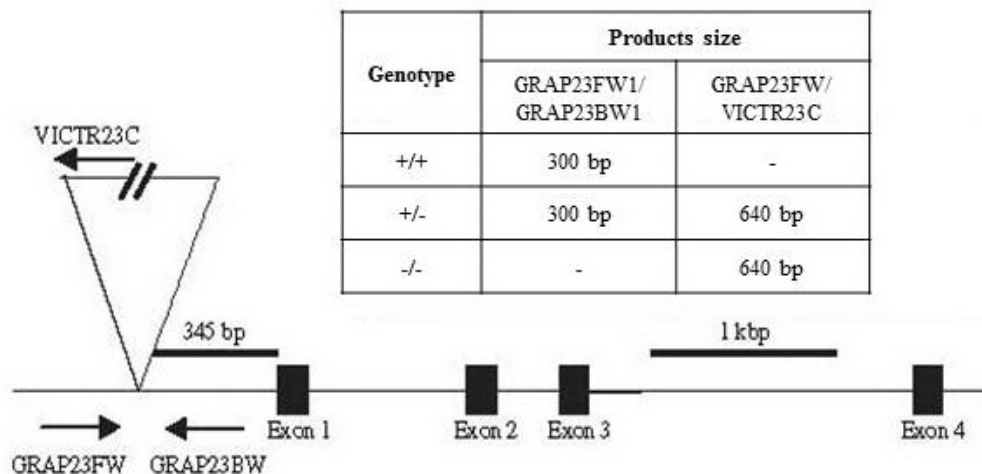 Genotype
Products size
GRAP23FW1/
GRAP23BW1
GRAP23FW/
VICTR23C
+/+ 300 bp -
+/- 300 bp 640 bp
-/- - 640 bp
VICTR23C
345 bp
1 kbp
Exon 1 Exon 2 Exon 3 Exon 4
GRAP23FW GRAP23BW